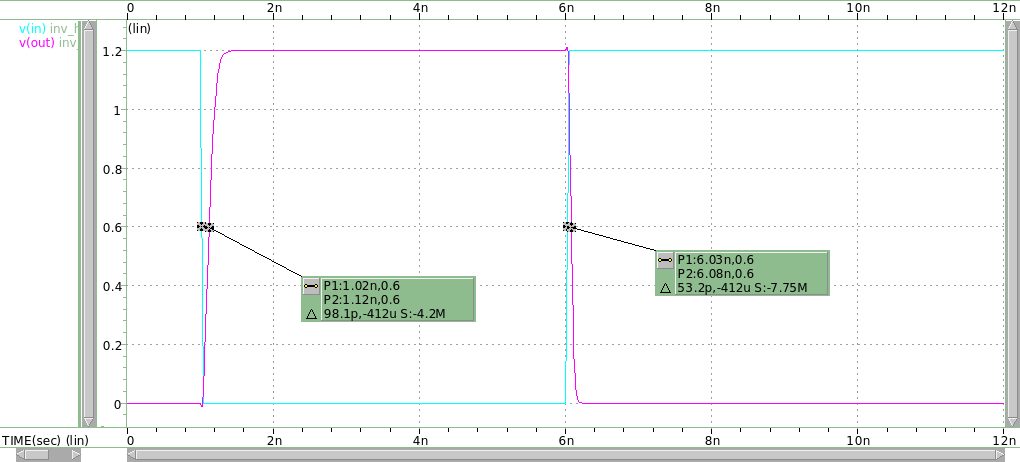 0 2n 4n 6n 8n 10n 12n
v(in) inv_
(lin)
v(out) inv_
1.2
1
0.8
0.6
0.4
0.2
0
P1:1.02n,0.6
P2:1.12n,0.6
98.1p,-412u S:-4.2M
P1:6.03n,0.6
P2:6.08n,0.6
53.2p,-412u S:-7.75M
TIME(sec) (lin) 0 2n 4n 6n 8n 10n 12n